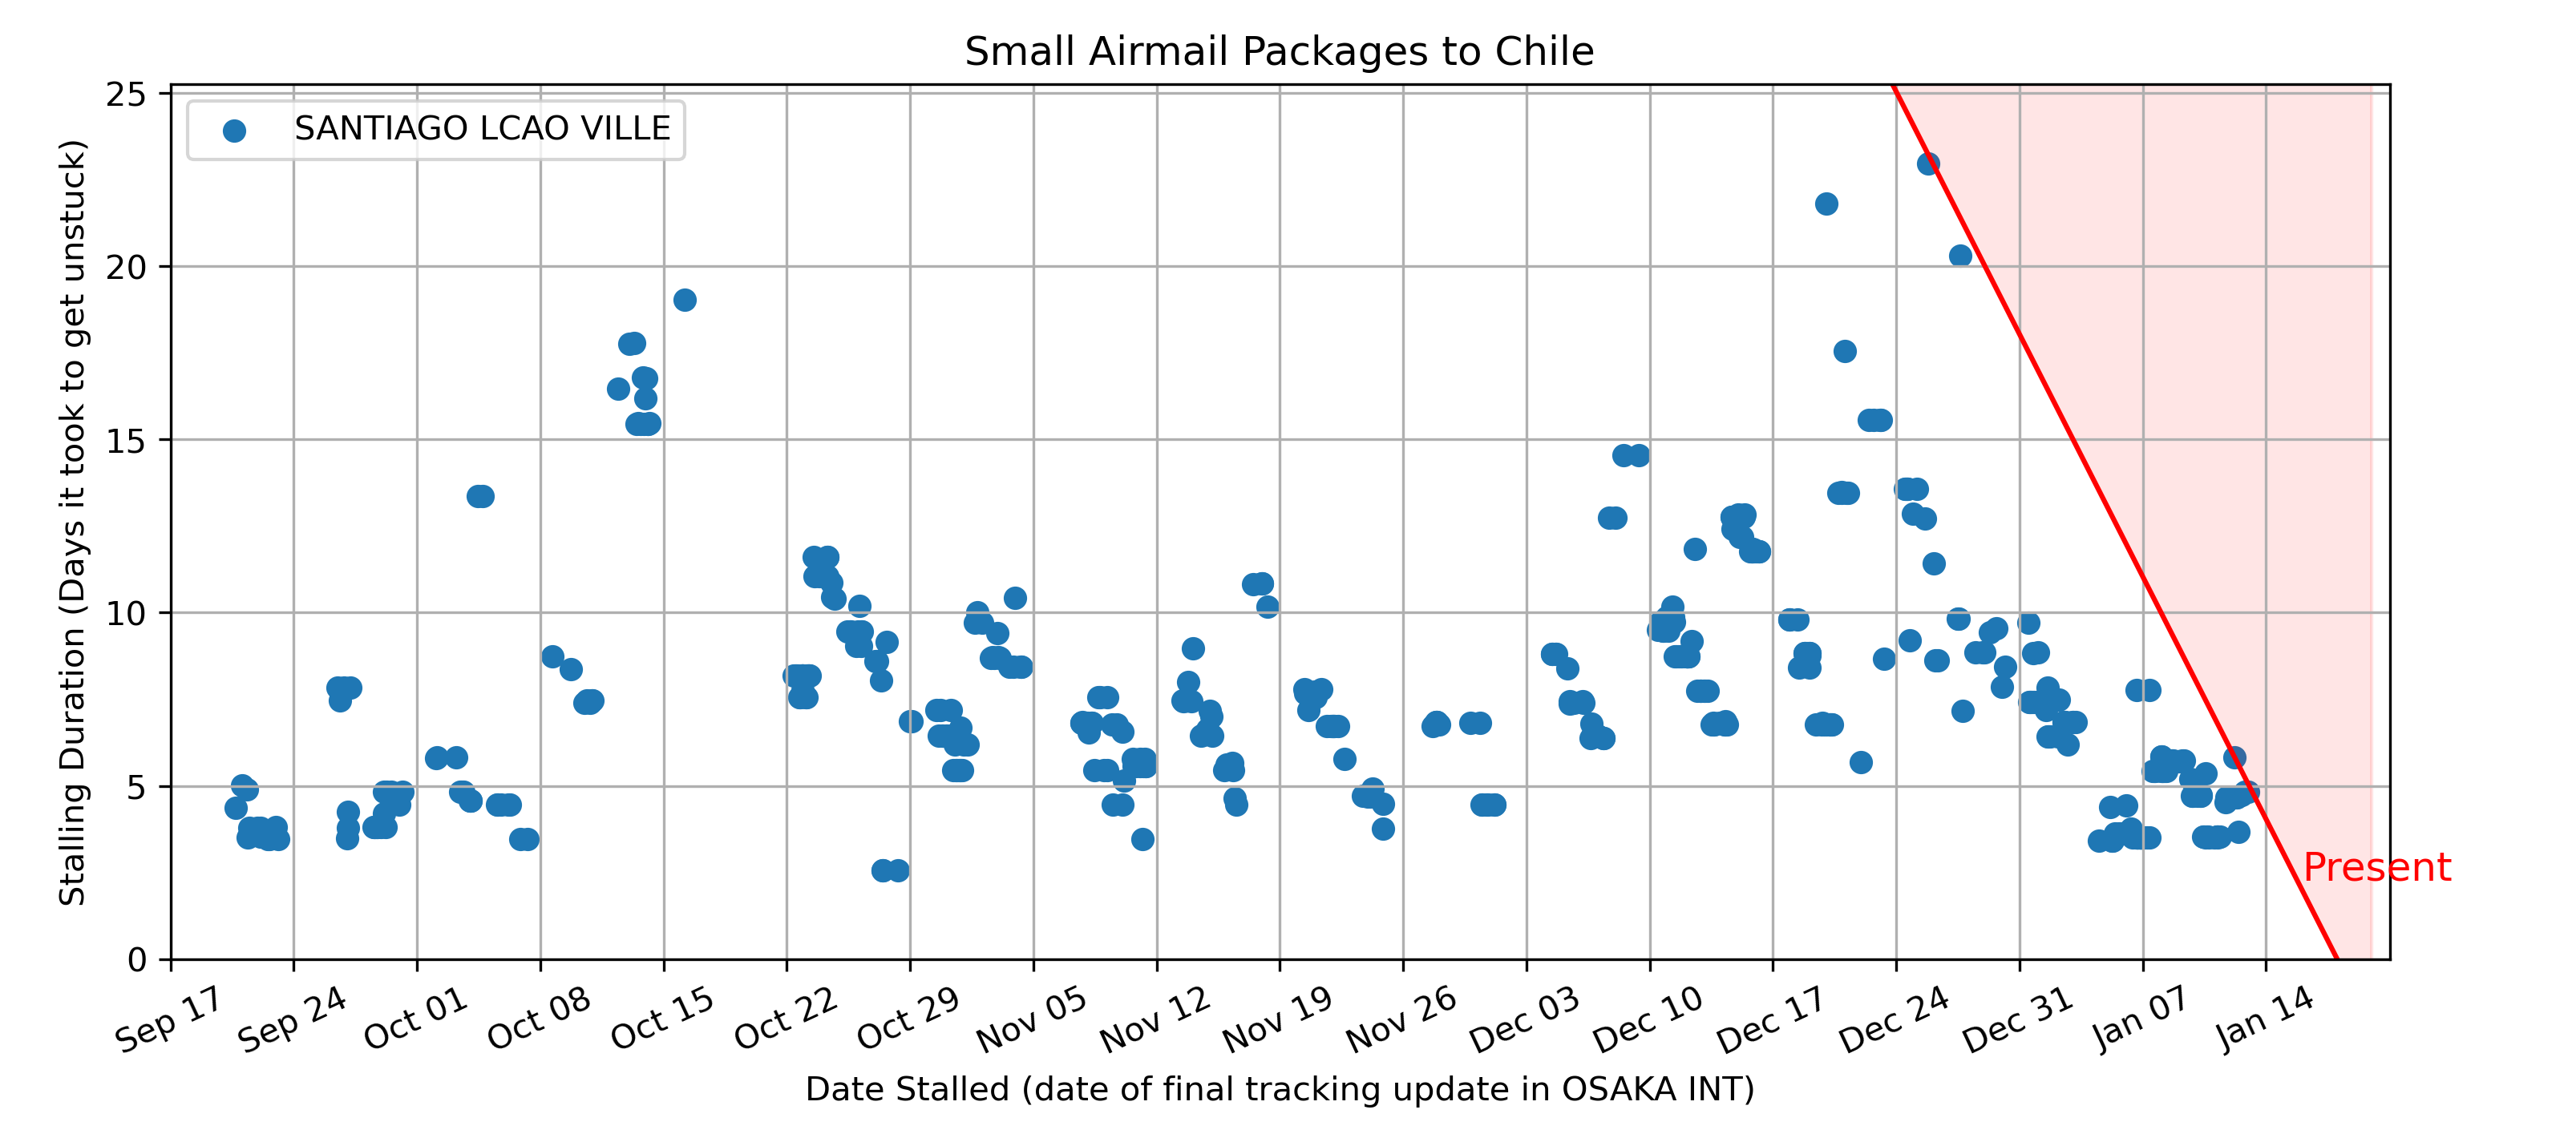 Small Airmail Packages to Chile
SANTIAGO LCAO VILLE
Stalling Duration (Days it took to get unstuck)
25
20
15
10
5
0
Present
Sep 17
Sep 24
Oct 01
Oct 08
Oct 15
Oct 22
Oct 29
Nov 05
Nov 12
Nov 19
Nov 26
Dec 03
Dec 10
Dec 17
Dec 24
Dec 31
Jan 07
Jan 14
Date Stalled (date of final tracking update in OSAKA INT)